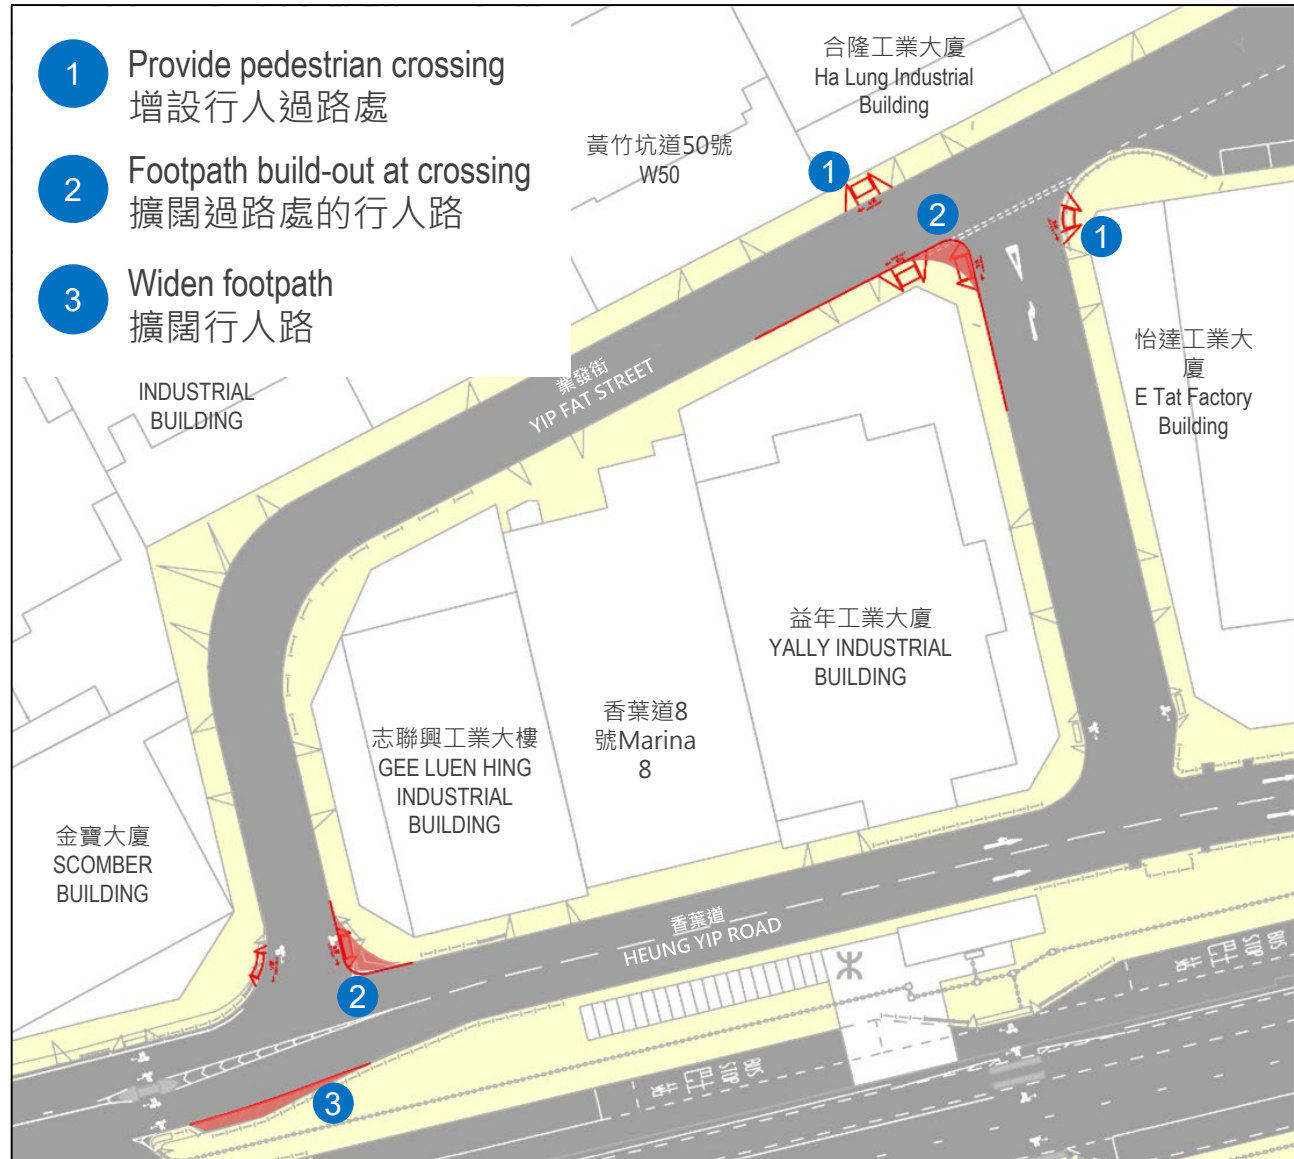 1
Provide pedestrian crossing
增設行人過路處
2
Footpath build-out at crossing
擴闊過路處的行人路
3
Widen footpath
擴闊行人路
合隆工業大廈
Ha Lung Industrial
Building
黃竹坑道50號
W50
1
2
1
怡達工業大
廈
E Tat Factory
Building
INDUSTRIAL
BUILDING
業發街
YIP FAT STREET
益年工業大廈
YALLY INDUSTRIAL
BUILDING
香葉道8
號Marina
8
志聯興工業大樓
GEE LUEN HING
INDUSTRIAL
BUILDING
金寶大廈
SCOMBER
BUILDING
香葉道
HEUNG YIP ROAD
2
3
巴士站
BUS
STOP
巴士站
BUS
STOP